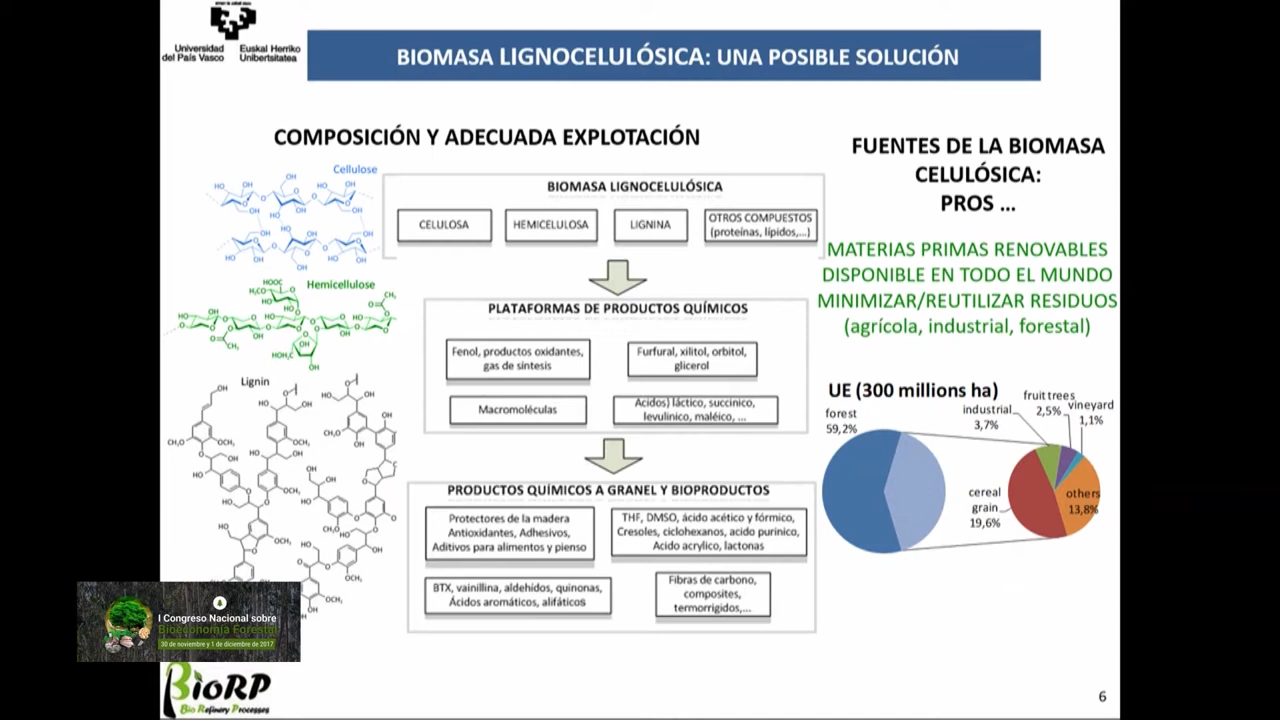 Universidad
del País Vasco
Euskal Herriko
Unibertsitatea
BIOMASA LIGNOCELULÓSICA: UNA POSIBLE SOLUCIÓN
COMPOSICIÓN Y ADECUADA EXPLOTACIÓN
Cellulose
Hemicellulose
Lignin
BIOMASA LIGNOCELULÓSICA
CELULOSA
HEMICELULOSA
LIGNINA
OTROS COMPUESTOS
(proteínas, lípidos,...)
PLATAFORMAS DE PRODUCTOS QUÍMICOS
Fenol, productos oxidantes,
gas de síntesis
Furfural, xilitol, orbitol,
glicerol
Macromoléculas
Acidos) láctico, succinico,
levulinico, maléico, ...
PRODUCTOS QUÍMICOS A GRANEL Y BIOPRODUCTOS
Protectores de la madera
Antioxidantes, Adhesivos,
Aditivos para alimentos y pienso
THF, DMSO, ácido acético y fórmico,
Cresoles, ciclohexanos, acido purinico,
Acido acrylico, lactonas
BTX, vainillina, aldehídos, quinonas,
Ácidos aromáticos, alifáticos
Fibras de carbono,
composites,
termorrigidos,...
FUENTES DE LA BIOMASA
CELULÓSICA:
PROS ...
MATERIAS PRIMAS RENOVABLES
DISPONIBLE EN TODO EL MUNDO
MINIMIZAR/REUTILIZAR RESIDUOS
(agrícola, industrial, forestal)
UE (300 millions ha)
forest
59,2%
industrial
3,7%
fruit trees
2,5%
vineyard
1,1%
cereal
grain
19,6%
others
13,8%
I Congreso Nacional sobre
Bioeconomía Forestal
30 de noviembre y 1 de diciembre de 2017
BioRP
Bio Refinery Processes
6